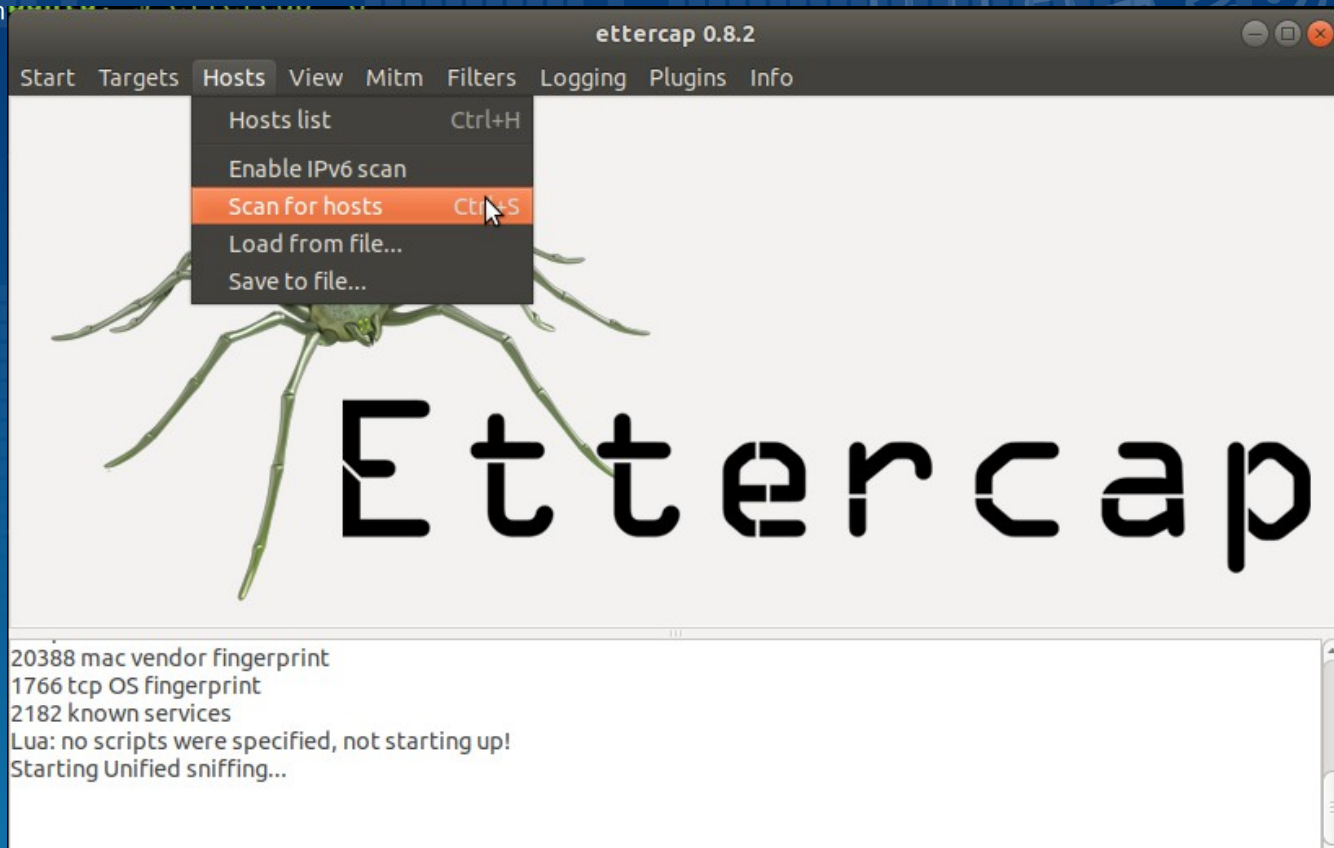 ettercap 0.8.2
Start Targets Hosts View Mitm Filters Logging Plugins Info
Hosts list Ctrl+H
Enable IPv6 scan
Scan for hosts Ctrl+S
Load from file...
Save to file...
Ettercap
20388 mac vendor fingerprint
1766 tcp OS fingerprint
2182 known services
Lua: no scripts were specified, not starting up!
Starting Unified sniffing...